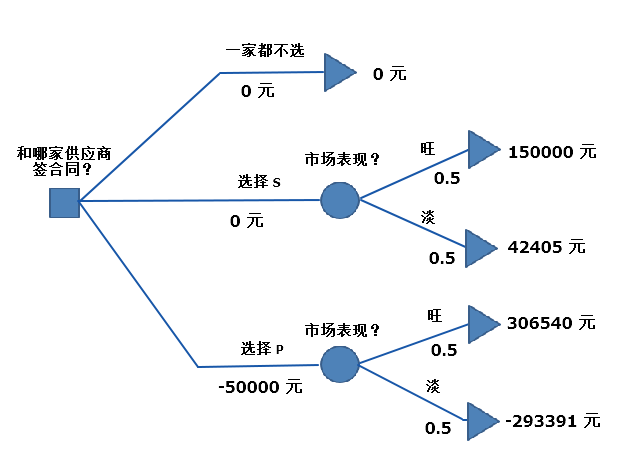 一家都不选
0 元
0 元
和哪家供应商
签合同？
选择 S
0 元
市场表现？
旺
0.5
150000 元
淡
0.5
42405 元
选择 P
-50000 元
市场表现？
旺
0.5
306540 元
淡
0.5
-293391 元